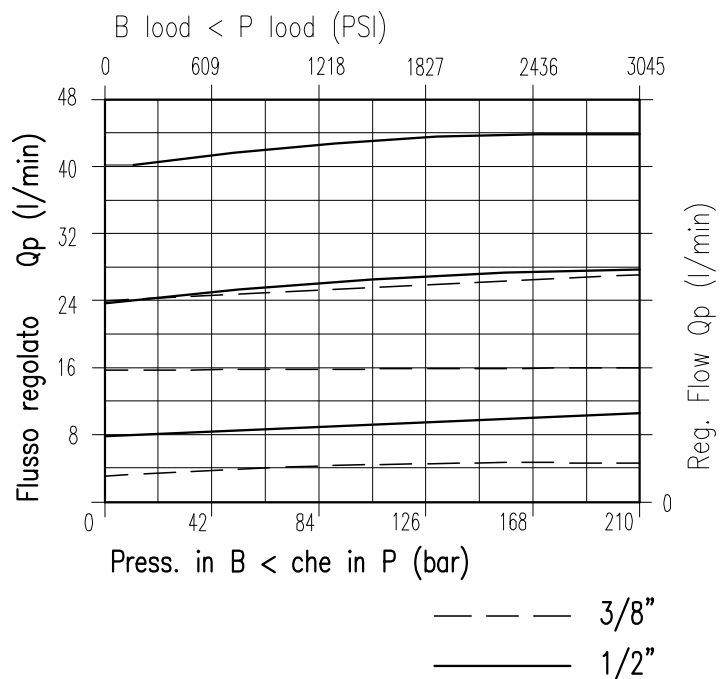 B lood < P lood (PSI)
0 609 1218 1827 2436 3045
48
40
32
24
16
8
Flusso regolato Qp (l/min)
Reg. Flow Qp (l/min)
0
0 42 84 126 168 210
Press. in B < che in P (bar)
3/8"
1/2"